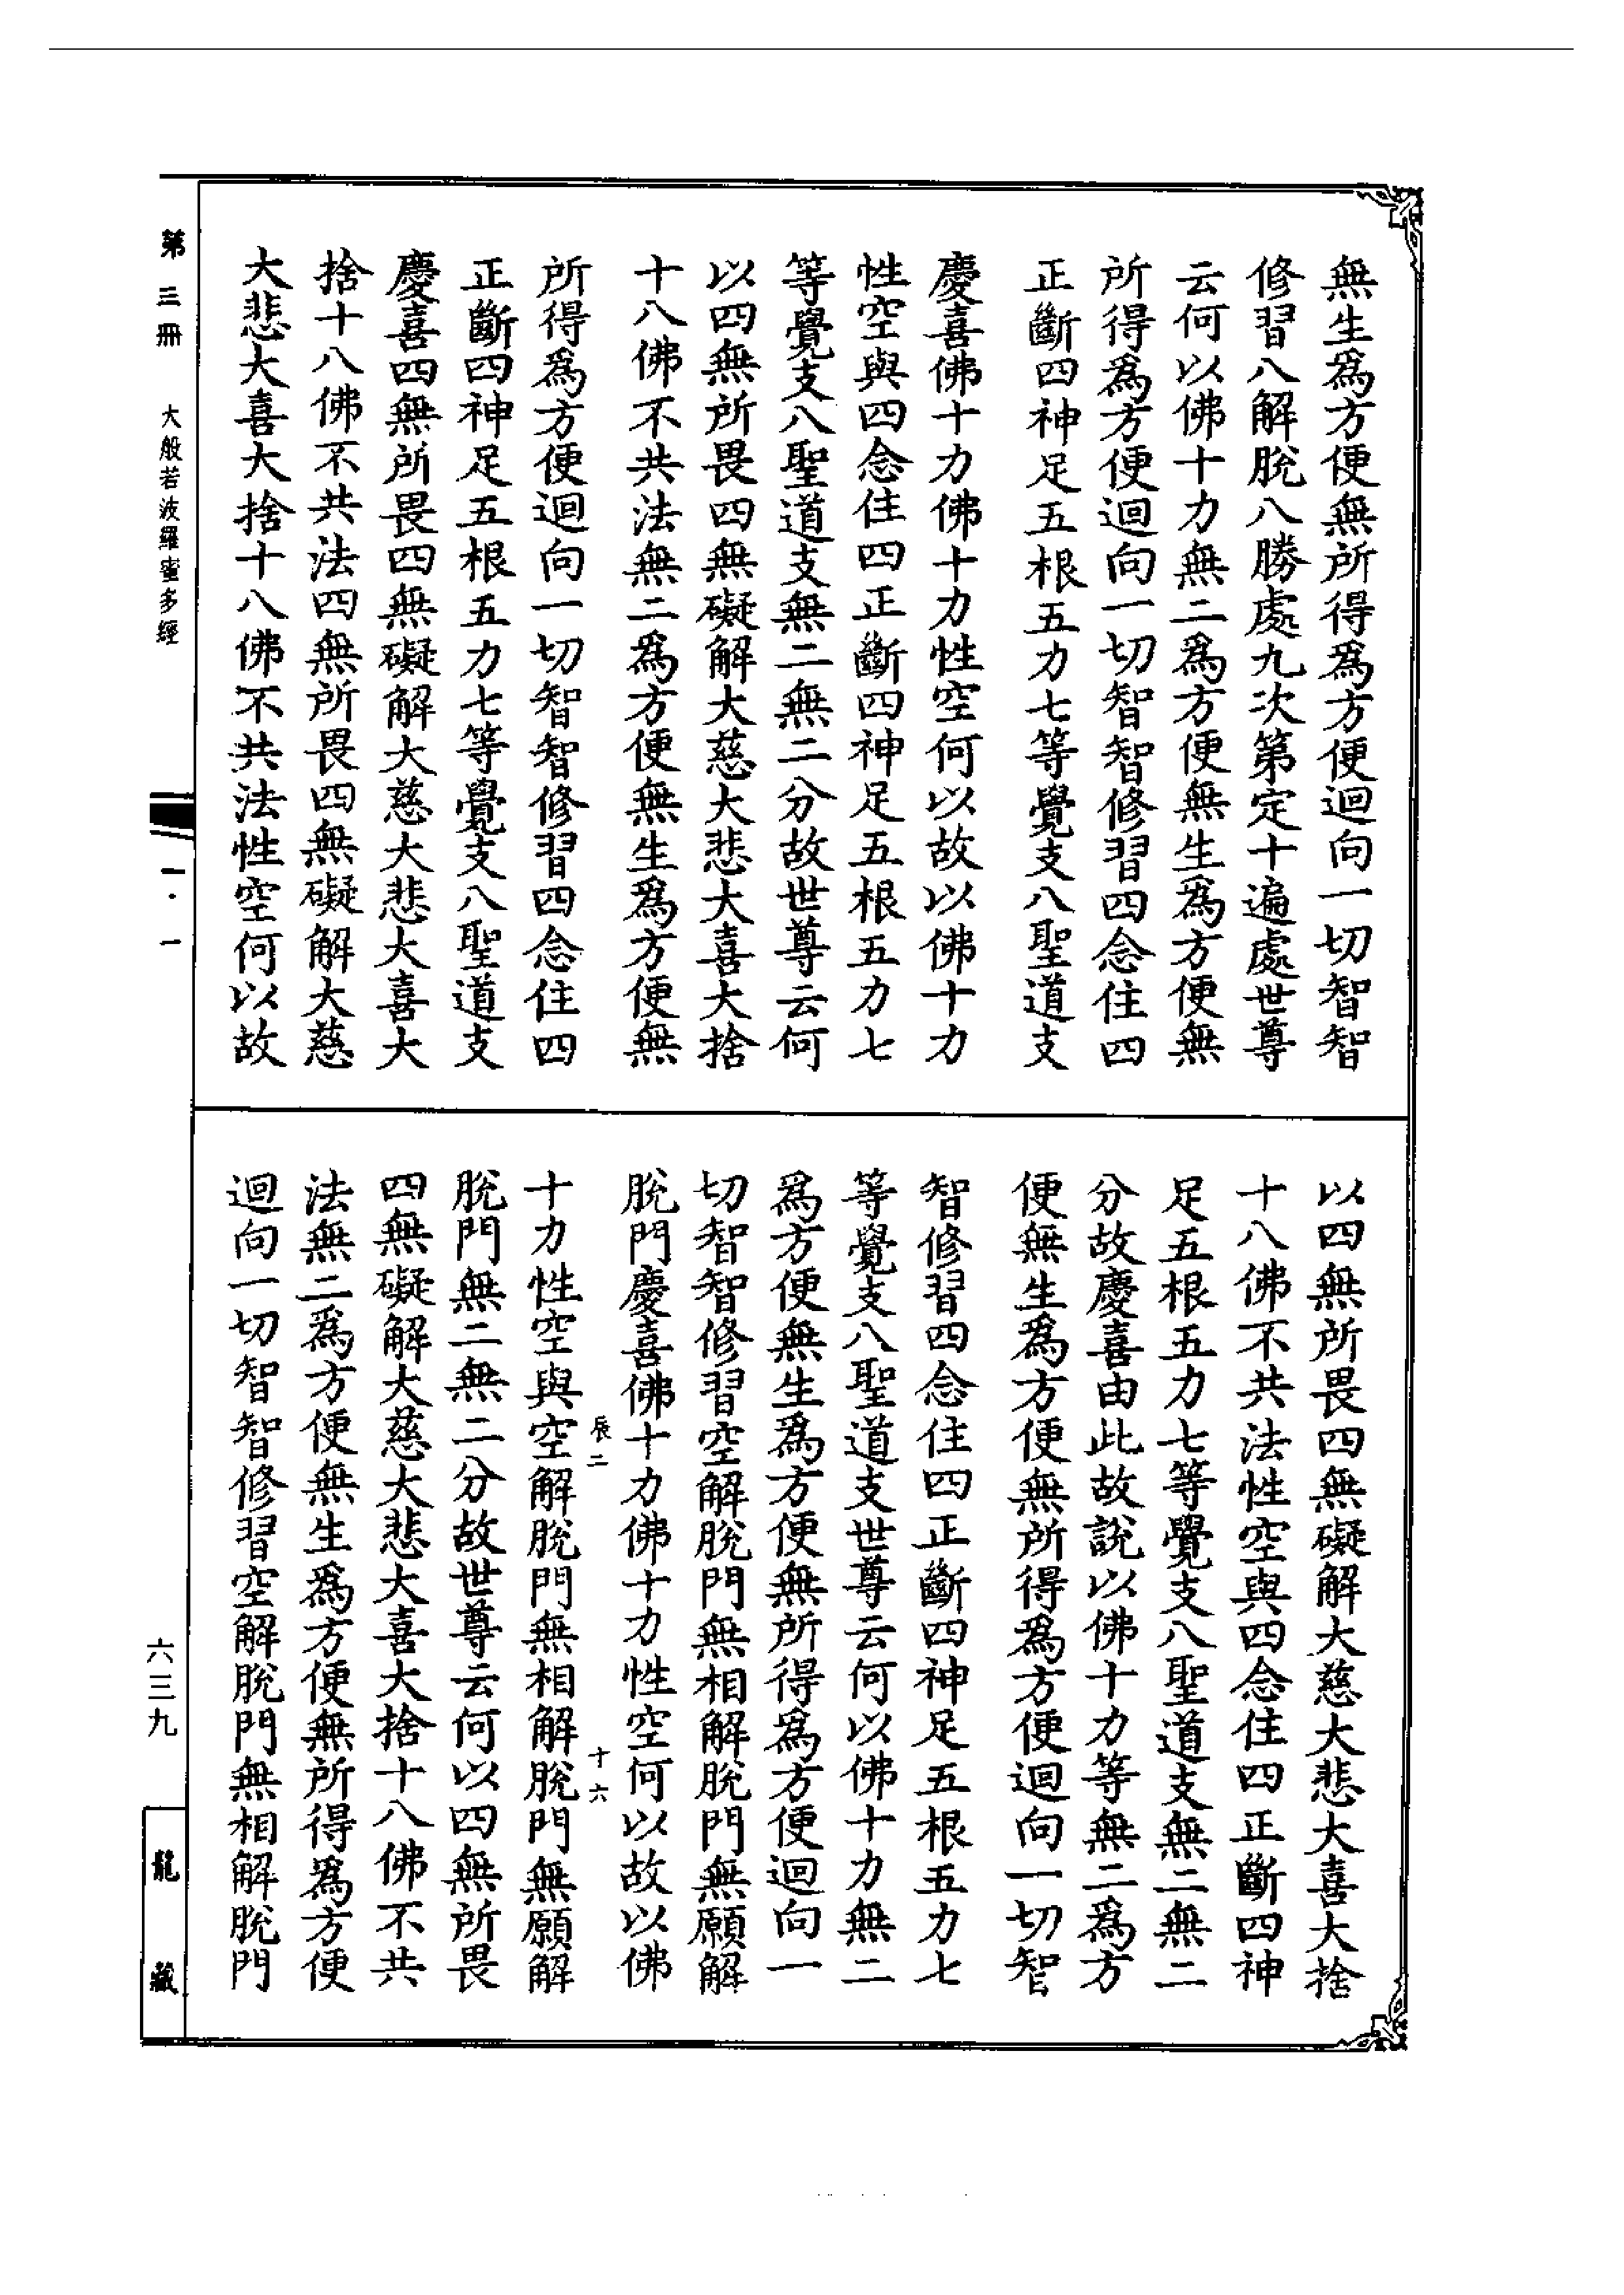 無生爲方便無所得爲方便迴向一切智智
修習八解脫八勝處九次第定十遍處世尊
云何以佛十力無二爲方便無生爲方便無
所得爲方便迴向一切智智修習四念住四
正斷四神足五根五力七等覺支八聖道支
慶喜佛十力佛十力性空何以故以佛十力
性空與四念住四正斷四神足五根五力七
等覺支八聖道支無二無二分故世尊云何
以四無所畏四無礙解大慈大悲大喜大捨
十八佛不共法無二爲方便無生爲方便無
所得爲方便迴向一切智智修習四念住四
正斷四神足五根五力七等覺支八聖道支
慶喜四無所畏四無礙解大慈大悲大喜大
捨十八佛不共法四無所畏四無礙解大慈
大悲大喜大捨十八佛不共法性空何以故
以四無所畏四無礙解大慈大悲大喜大捨
十八佛不共法性空與四念住四正斷四神
足五根五力七等覺支八聖道支無二無二
分故慶喜由此故說以佛十力等無二爲方
便無生爲方便無所得爲方便迴向一切智
智修習四念住四正斷四神足五根五力七
等覺支八聖道支世尊云何以佛十力無二
爲方便無生爲方便無所得爲方便迴向一
切智智修習空解脫門無相解脫門無願解
脫門慶喜佛十力佛十力性空何以故以佛
辰二 十六
十力性空與空解脫門無相解脫門無願解
脫門無二無二分故世尊云何以四無所畏
四無礙解大慈大悲大喜大捨十八佛不共
法無二爲方便無生爲方便無所得爲方便
迴向一切智智修習空解脫門無相解脫門
第三冊 大般若波羅蜜多經
一·一
六三九
龍藏